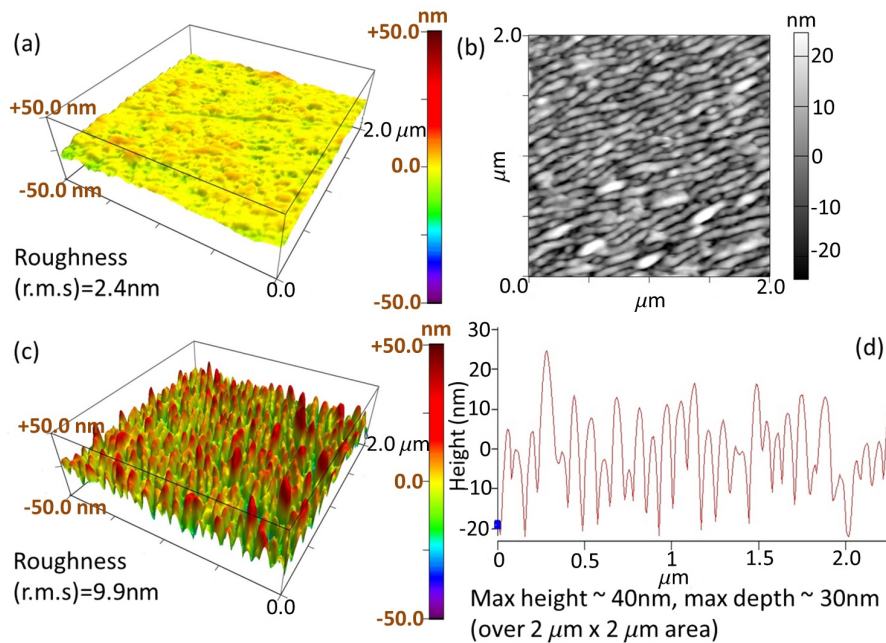 (a)
nm
+50.0
0.0
-50.0
+50.0 nm
-50.0 nm
2.0 μm
0.0
Roughness
(r.m.s)=2.4nm
(b)
nm
2.0
μm
0.0
μm
2.0
20
10
0
-10
-20
(c)
nm
+50.0
0.0
-50.0
+50.0 nm
-50.0 nm
2.0 μm
0.0
Roughness
(r.m.s)=9.9nm
(d)
Height (nm)
30
20
10
0
-10
-20
0
0.5
1
1.5
2.0
μm
Max height ~ 40nm, max depth ~ 30nm
(over 2 μm x 2 μm area)